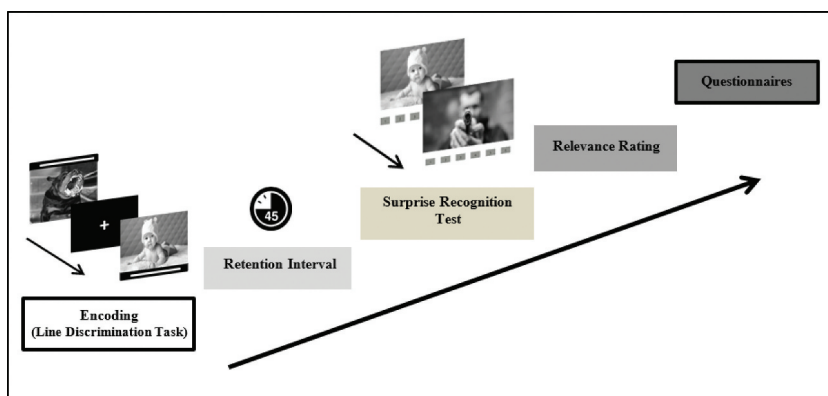 Questionnaires
Relevance Rating
Surprise Recognition
Test
45
Retention Interval
+
Encoding
(Line Discrimination Task)